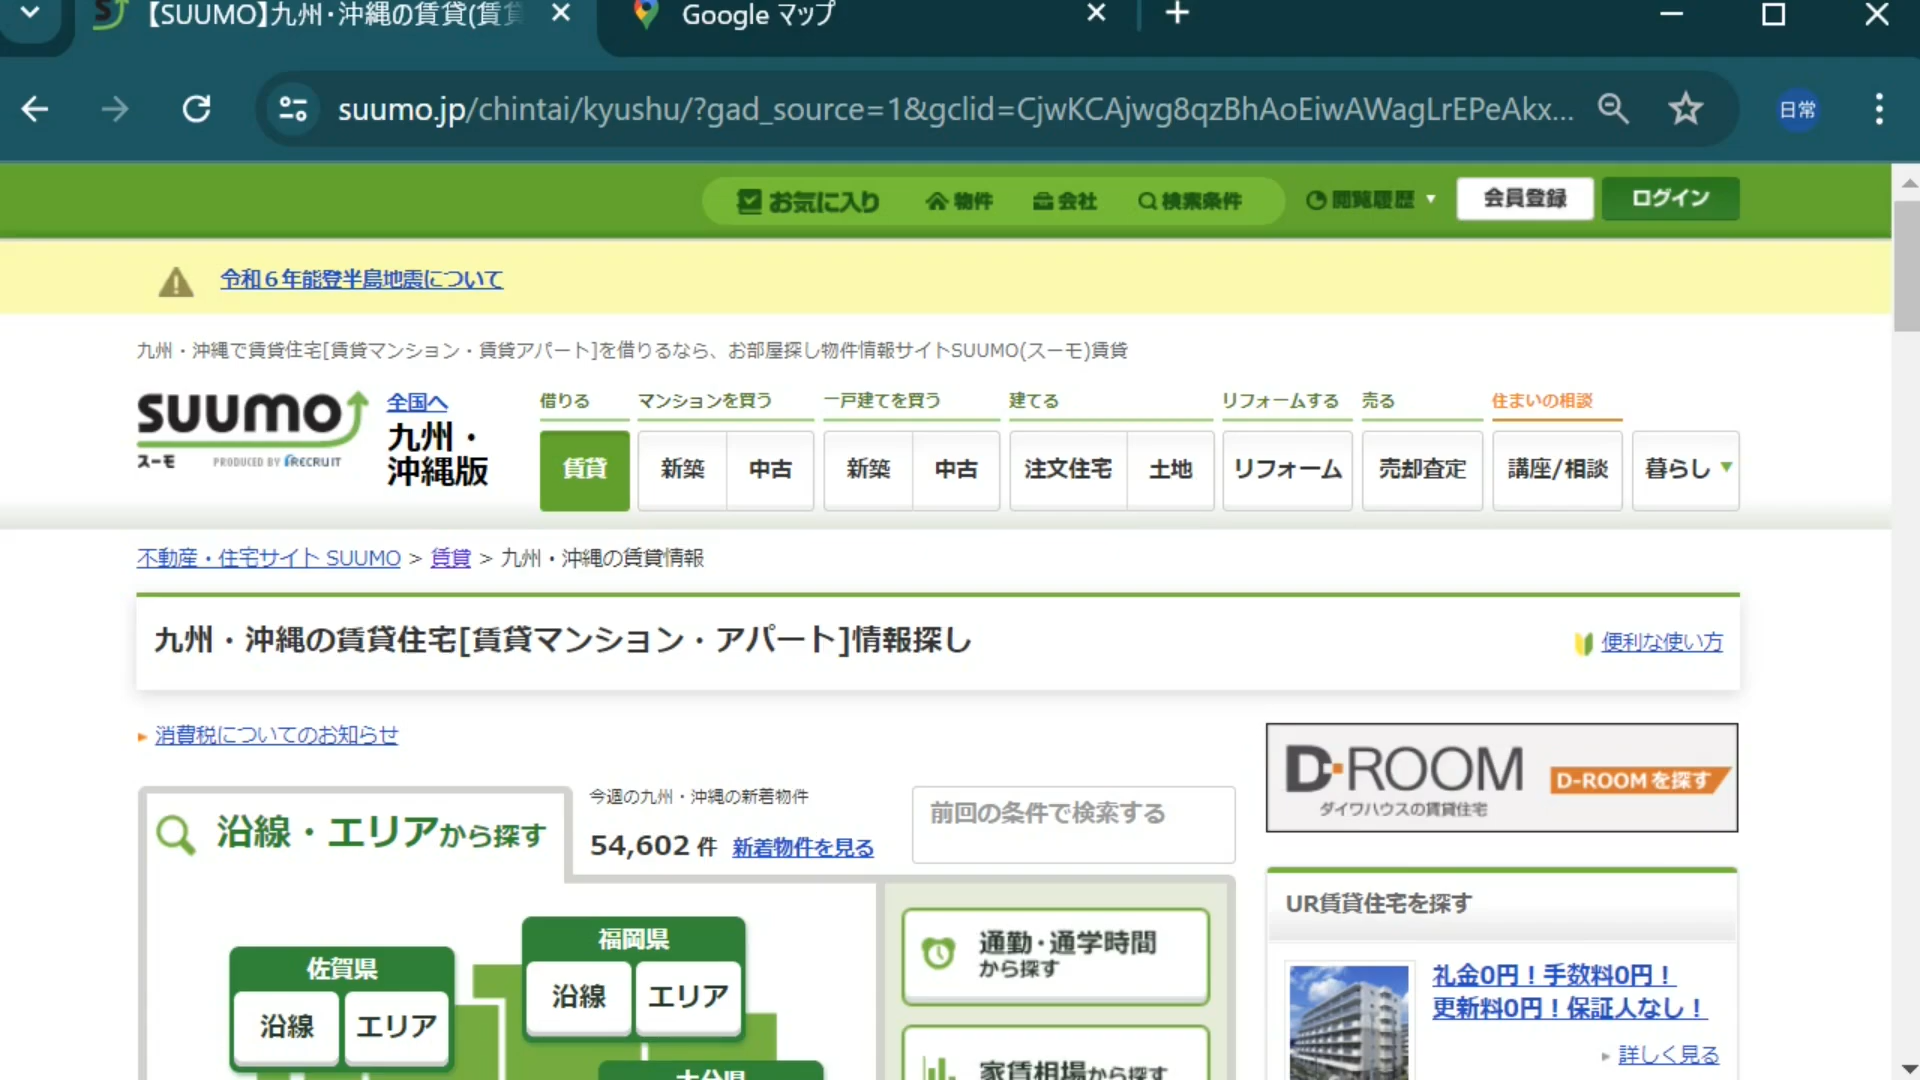 【SUUMO】九州・沖縄の賃貸(賃貸
Google マップ
suumo.jp/chintai/kyushu/?gad_source=1&gclid=CjwKCAjwg8qzBhAoEiwAWagLrEPeAkx...
日常
お気に入り 物件 会社 検索条件 閲覧履歴 会員登録 ログイン
令和６年能登半島地震について
九州・沖縄で賃貸住宅[賃貸マンション・賃貸アパート]を借りるなら、お部屋探し物件情報サイトSUUMO(スーモ)賃貸
SUUMO
スーモ PRODUCED BY RECRUIT
全国へ
九州・
沖縄版
借りる マンションを買う 一戸建てを買う 建てる リフォームする 売る 住まいの相談
賃貸 新築 中古 新築 中古 注文住宅 土地 リフォーム 売却査定 講座/相談 暮らし
不動産・住宅サイト SUUMO > 賃貸 > 九州・沖縄の賃貸情報
九州・沖縄の賃貸住宅[賃貸マンション・アパート]情報探し
便利な使い方
消費税についてのお知らせ
沿線・エリアから探す
今週の九州・沖縄の新着物件
54,602 件 新着物件を見る
前回の条件で検索する
D-ROOM
ダイワハウスの賃貸住宅
D-ROOMを探す
佐賀県
沿線 エリア
福岡県
沿線 エリア
大分県
通勤・通学時間
から探す
家賃相場から探す
UR賃貸住宅を探す
礼金0円！手数料0円！
更新料0円！保証人なし！
詳しく見る